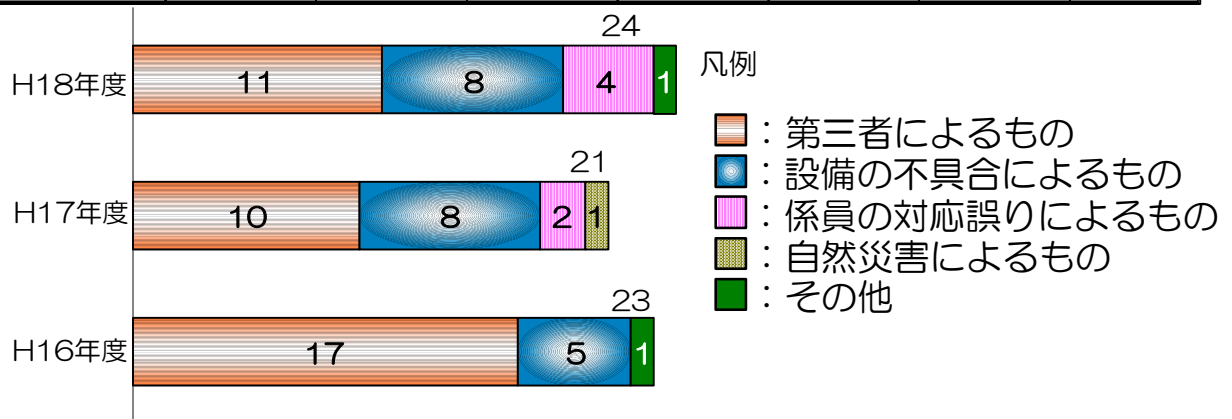 24
H18年度
11
8
4
1
21
H17年度
10
8
2
1
23
H16年度
17
5
1
凡例
：第三者によるもの
：設備の不具合によるもの
：係員の対応誤りによるもの
：自然災害によるもの
：その他